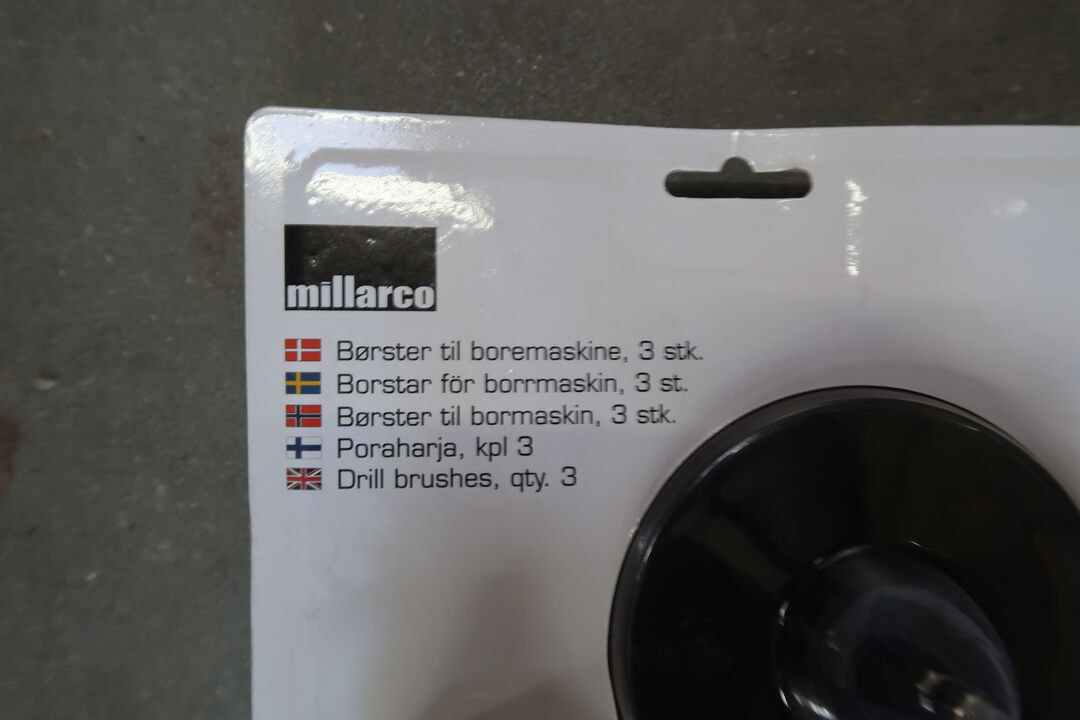 millarco
Børster til boremaskine, 3 stk.
Borstar för borrmaskin, 3 st.
Børster til bormaskin, 3 stk.
Poraharja, kpl 3
Drill brushes, qty. 3